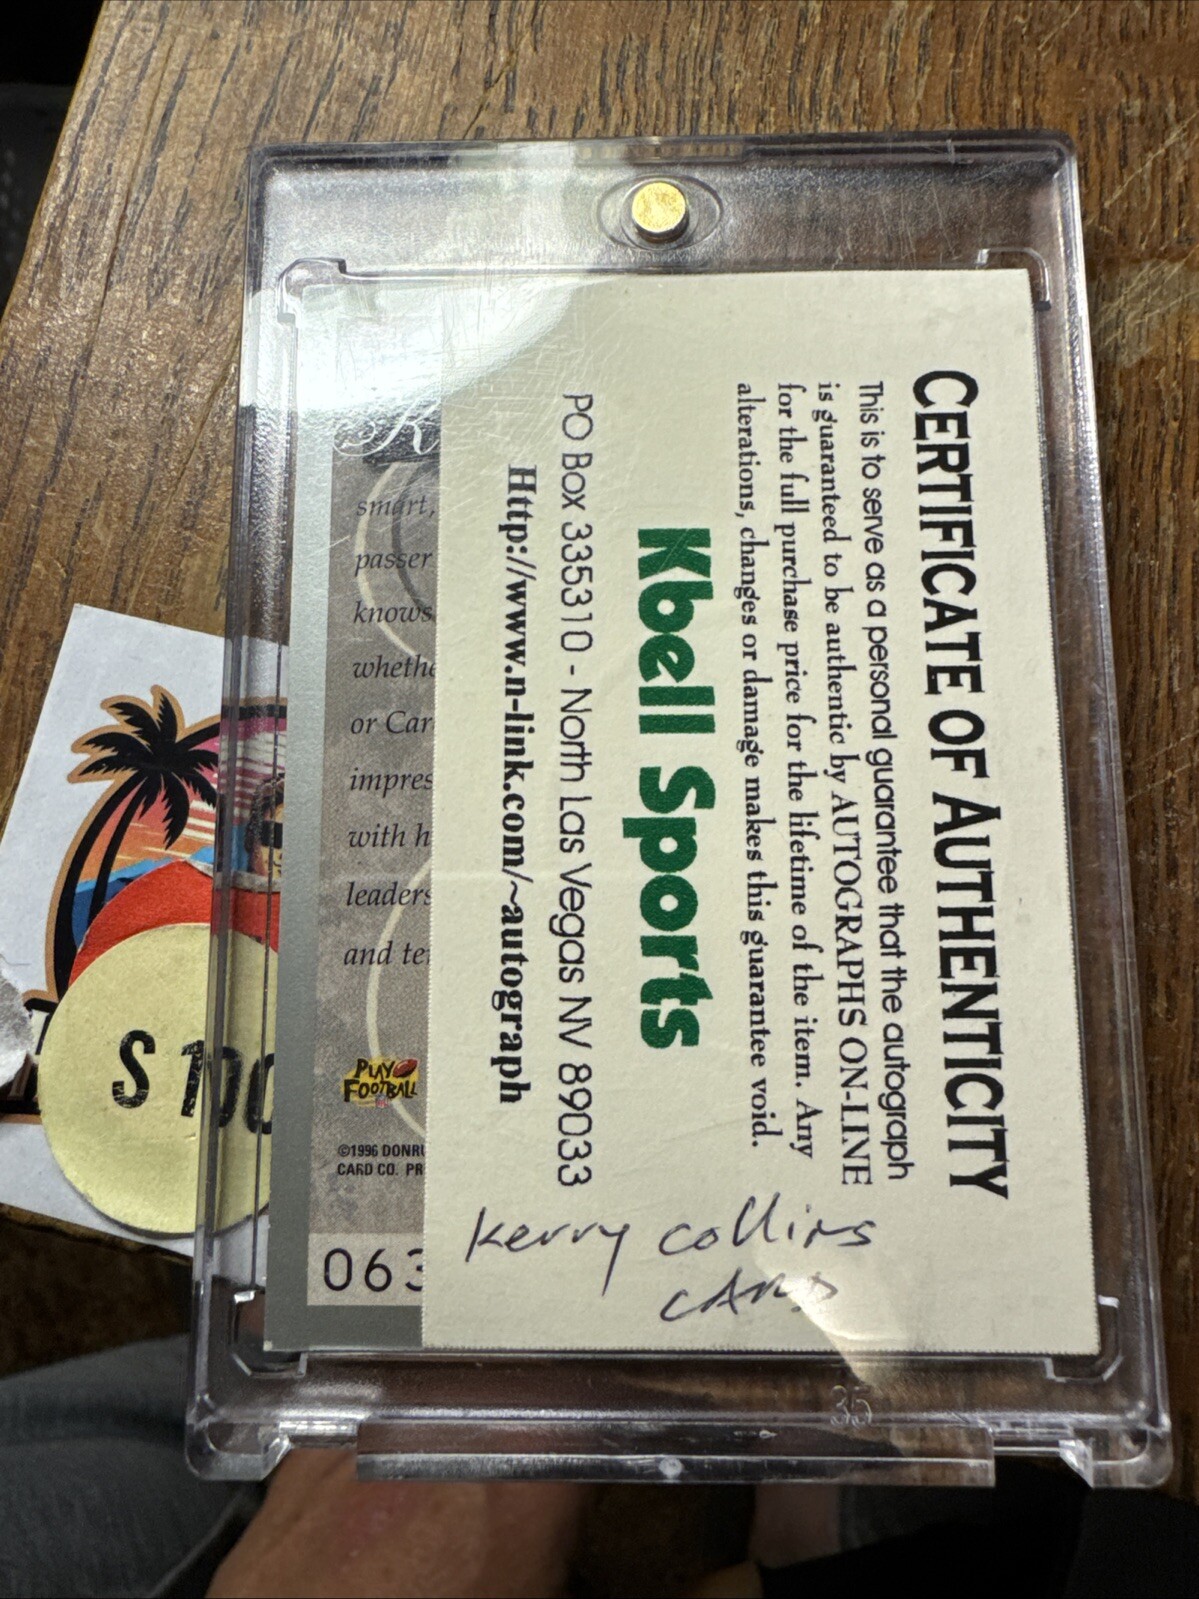 CERTIFICATE OF AUTHENTICITY
This is to serve as a personal guarantee that the autograph
is guaranteed to be authentic by AUTOGRAPHS ON-LINE
for the full purchase price for the lifetime of the item. Any
alterations, changes or damage makes this guarantee void.
Kbell Sports
PO Box 335310 - North Las Vegas NV 89033
Http://www.n-link.com/~autograph
Kerry Collins
CARD
smart,
passer
knows
whethe
or Car
impres
with h
leaders
and te
PLAY
FOOTBALL
©1996 DONRU
CARD CO. PR
063
$100
35